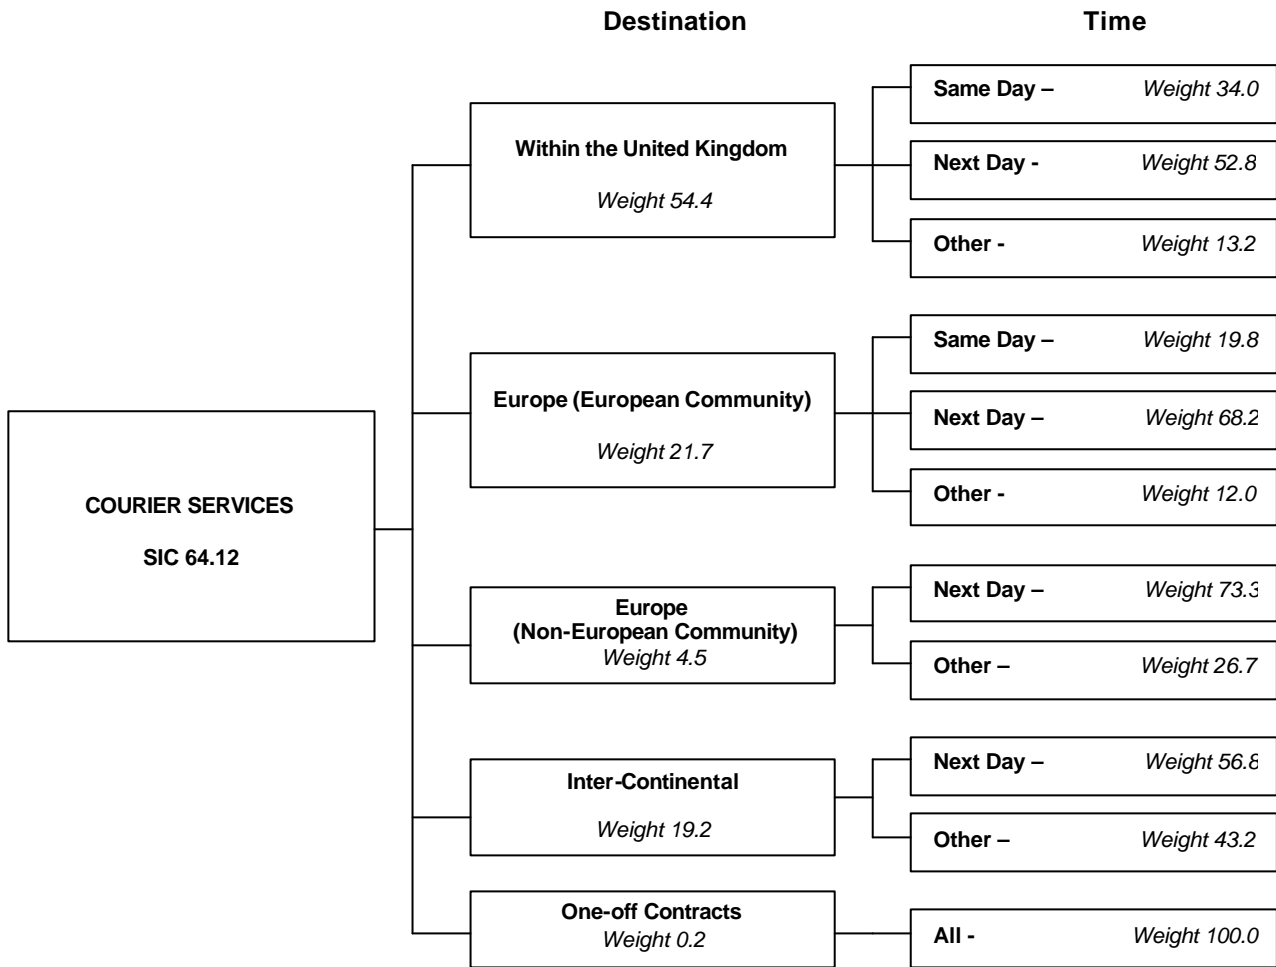 Destination Time
Same Day – Weight 34.0
Within the United Kingdom
Weight 54.4
Next Day - Weight 52.8
Other - Weight 13.2
Same Day – Weight 19.8
Europe (European Community)
Weight 21.7
Next Day – Weight 68.2
Other - Weight 12.0
COURIER SERVICES
SIC 64.12
Next Day – Weight 73.3
Europe
(Non-European Community)
Weight 4.5
Other – Weight 26.7
Next Day – Weight 56.8
Inter-Continental
Weight 19.2
Other – Weight 43.2
One-off Contracts
Weight 0.2
All - Weight 100.0